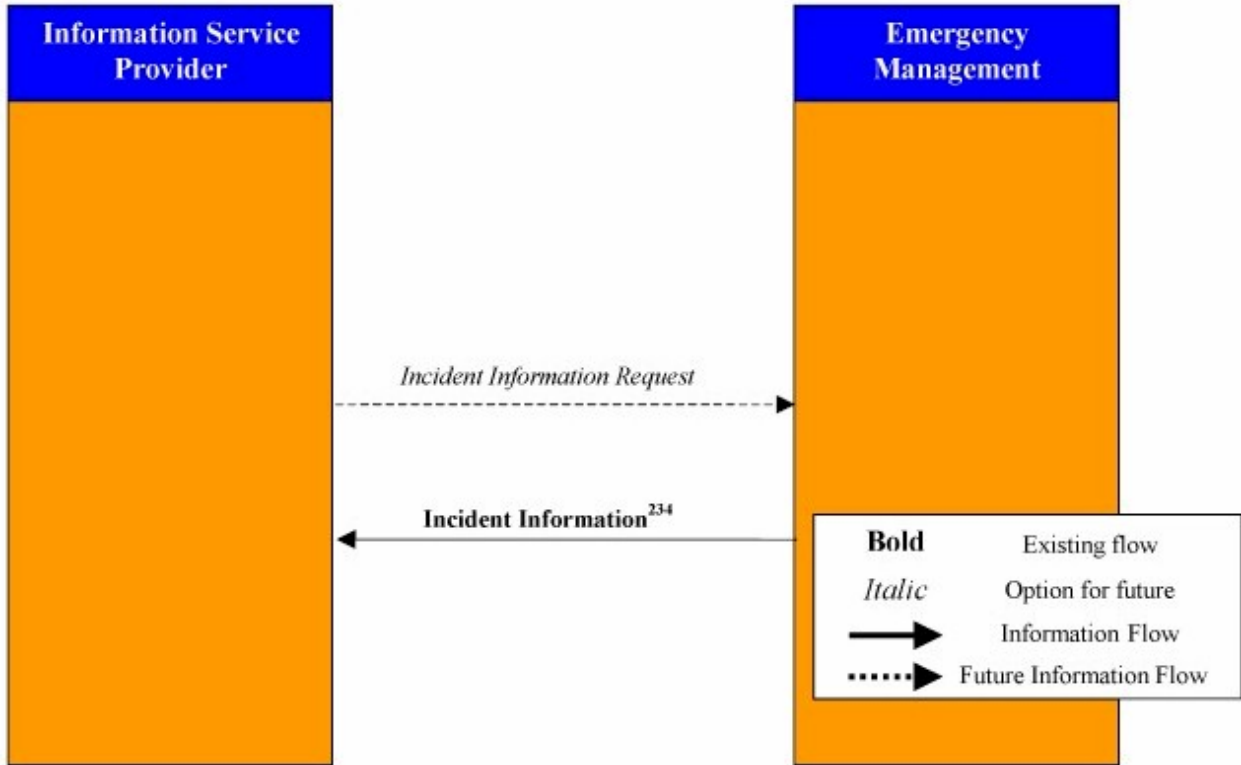 Information Service
Provider
Emergency
Management
Incident Information Request
Incident Information²³⁴
Bold Existing flow
Italic Option for future
Information Flow
Future Information Flow